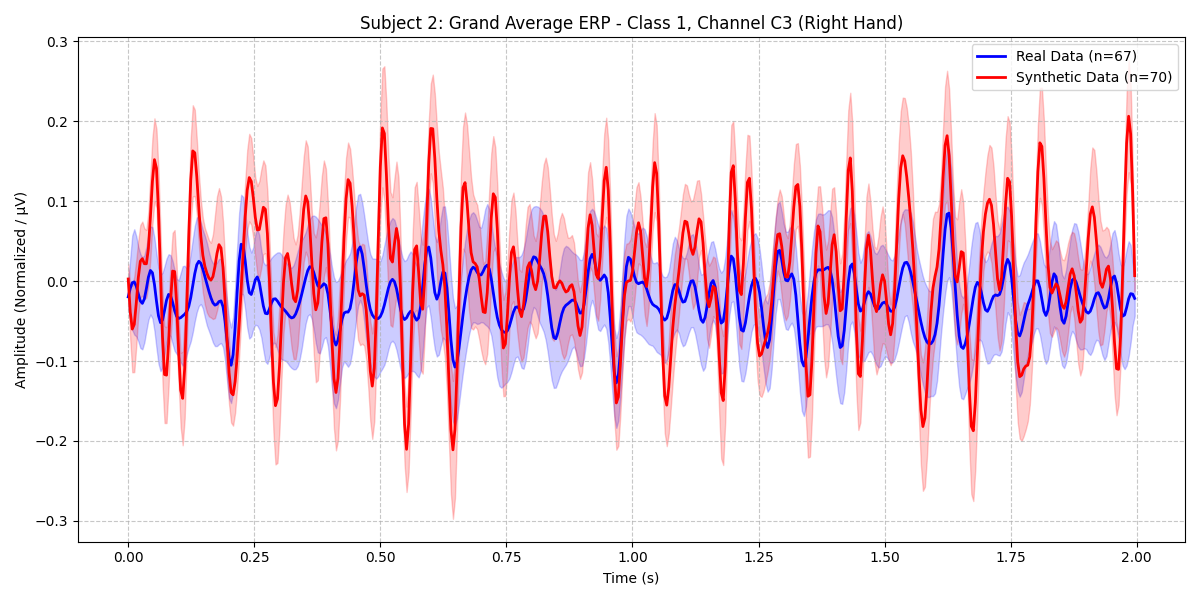 Subject 2: Grand Average ERP - Class 1, Channel C3 (Right Hand)
Real Data (n=67)
Synthetic Data (n=70)
Amplitude (Normalized / μV)
0.3
0.2
0.1
0.0
−0.1
−0.2
−0.3
0.00 0.25 0.50 0.75 1.00 1.25 1.50 1.75 2.00
Time (s)